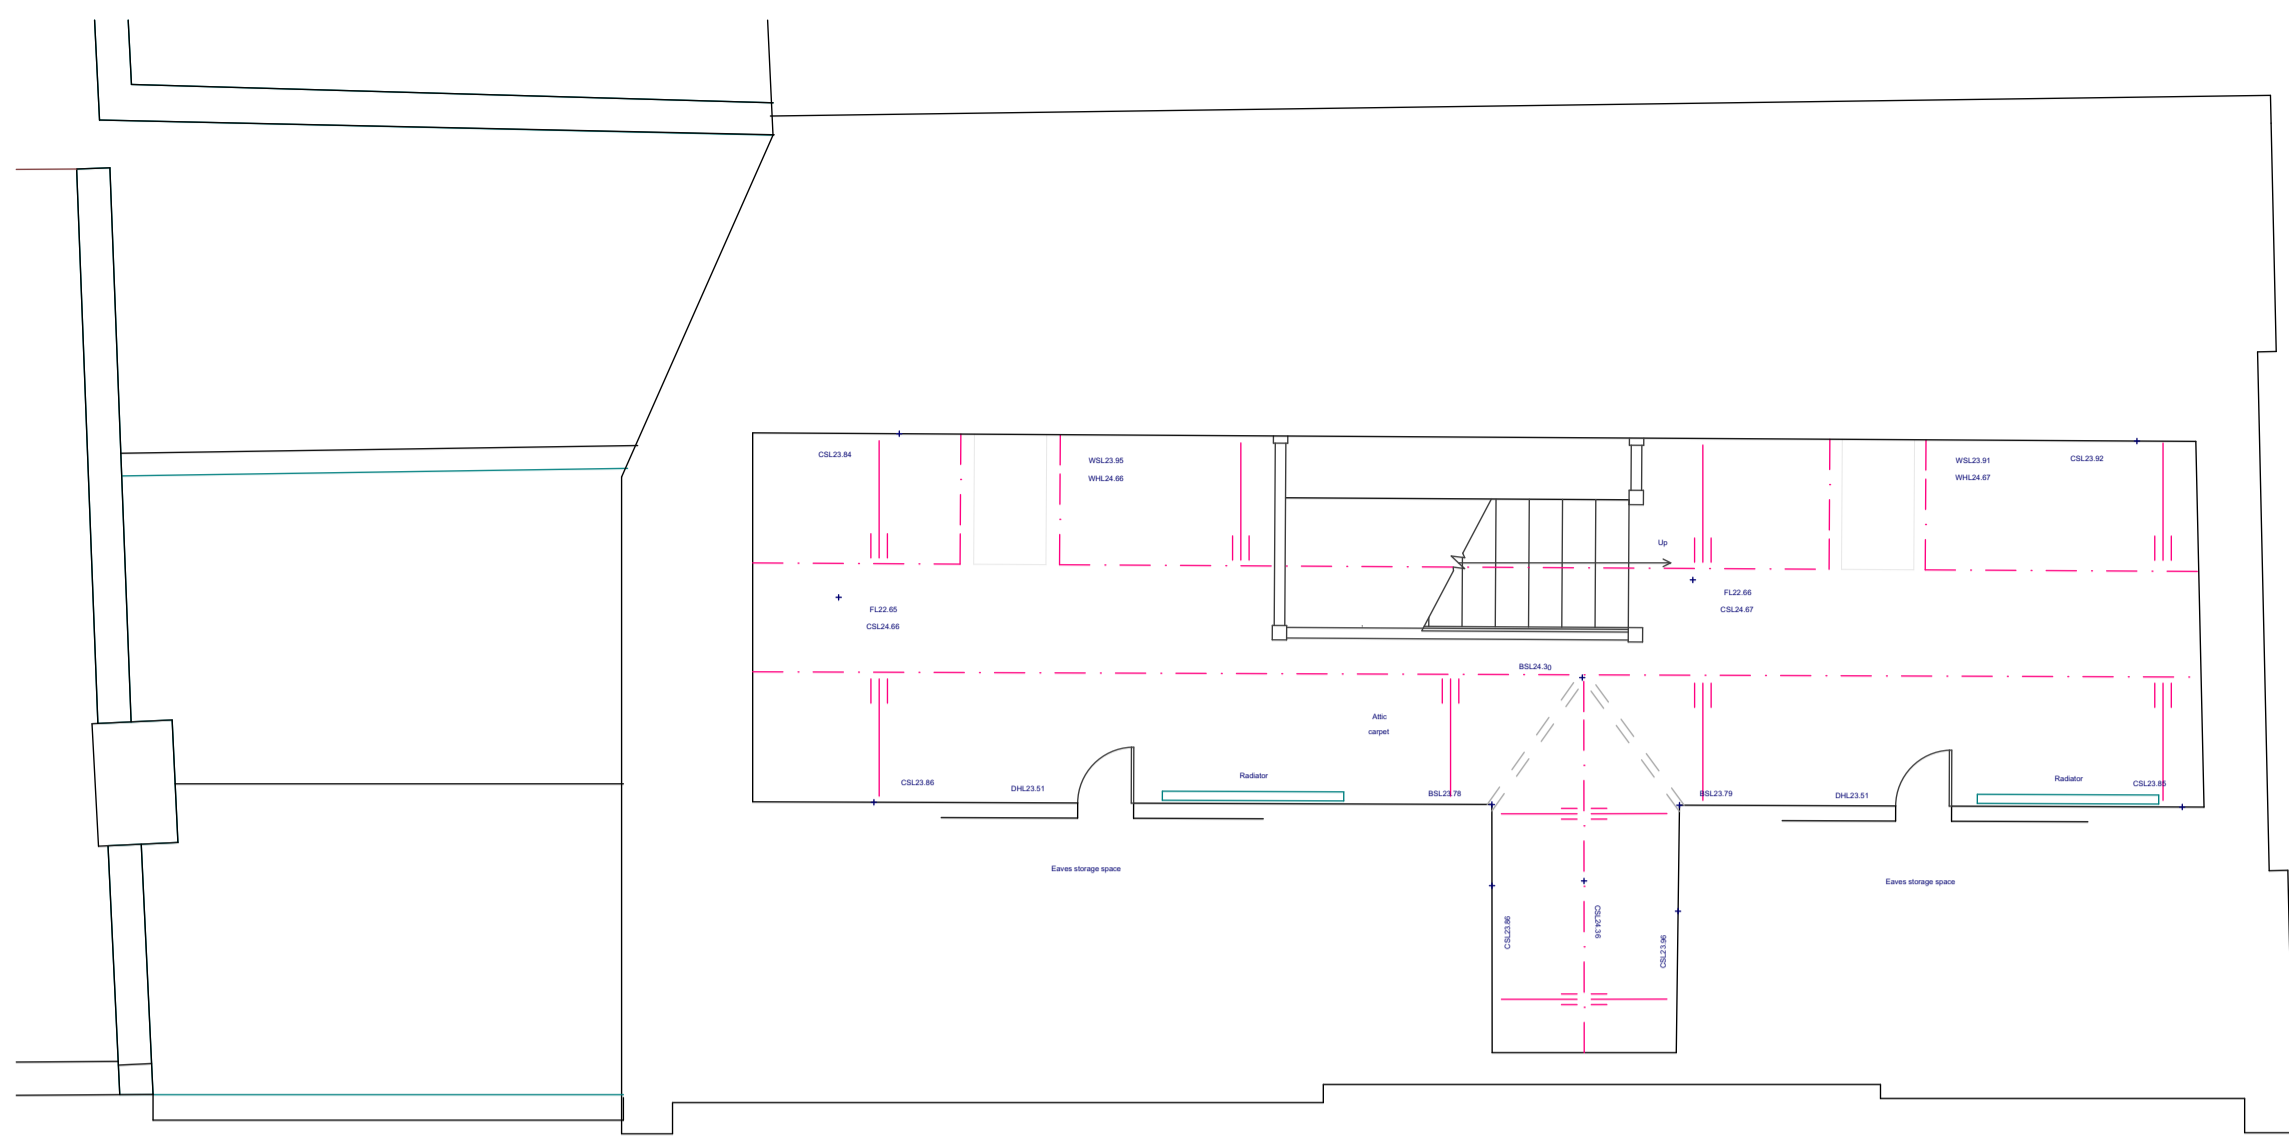 CSL23.84
WSL23.95
WHL24.66
WSL23.91
WHL24.67
CSL23.92
Up
FL22.65
CSL24.66
FL22.66
CSL24.67
BSL24.30
Attic
carpet
Radiator
Radiator
CSL23.86
DHL23.51
BSL23.78
BSL23.79
DHL23.51
CSL23.85
Eaves storage space
Eaves storage space
CSL23.98
CSL24.36
CSL23.96